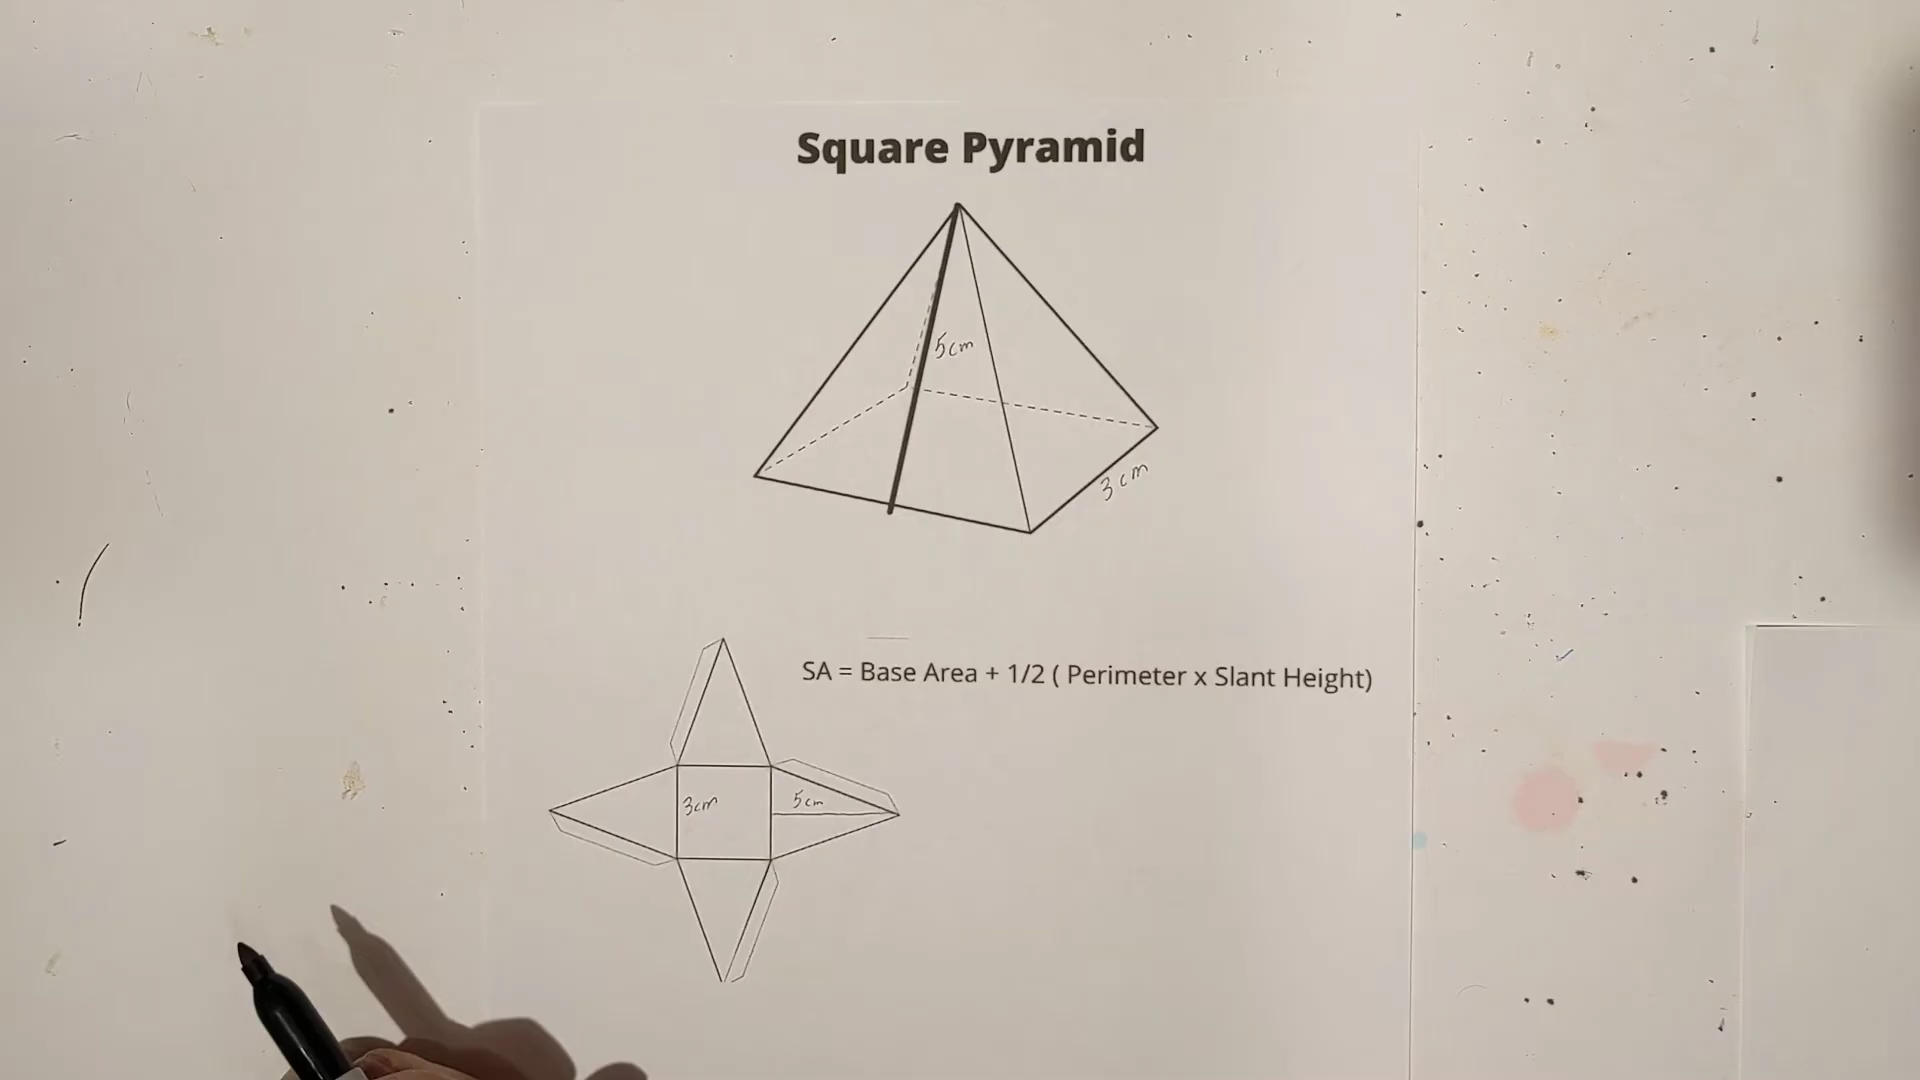 Square Pyramid
5cm
3cm
SA = Base Area + 1/2 ( Perimeter x Slant Height)
3cm
5cm